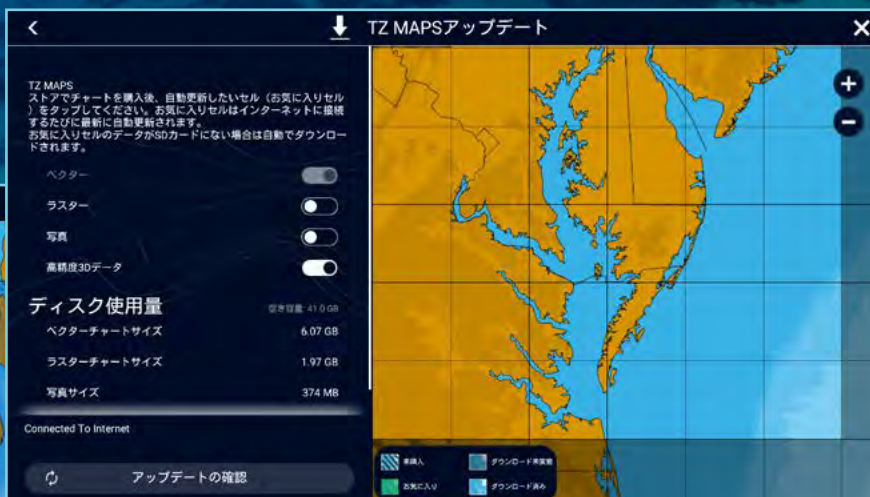 TZ MAPSアップデート
TZ MAPS
ストアでチャートを購入後、自動更新したいセル（お気に入りセル
）をタップしてください。お気に入りセルはインターネットに接続
するたびに最新に自動更新されます。
お気に入りセルのデータがSDカードにない場合は自動でダウンロー
ドされます。
ベクター
ラスター
写真
高精度3Dデータ
ディスク使用量
空き容量: 41.0 GB
ベクターチャートサイズ
6.07 GB
ラスターチャートサイズ
1.97 GB
写真サイズ
374 MB
Connected To Internet
アップデートの確認
未購入
ダウンロード未実施
お気に入り
ダウンロード済み